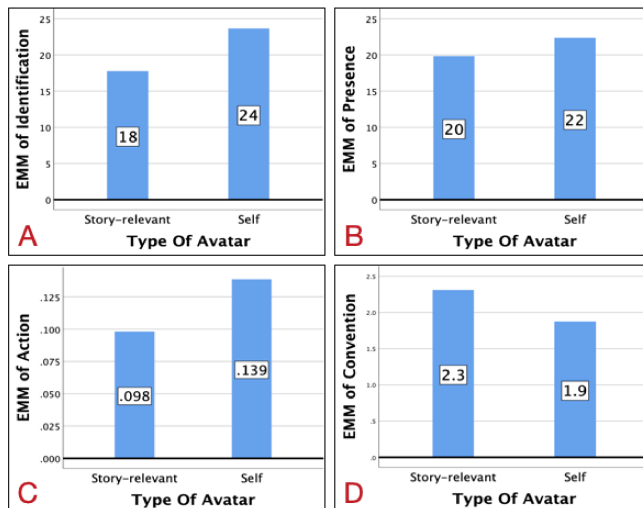 25
20
15
10
5
0
EMM of Identification
18
24
Story-relevant
Self
Type Of Avatar
A
25
20
15
10
5
0
EMM of Presence
20
22
Story-relevant
Self
Type Of Avatar
B
.125
.100
.075
.050
.025
.000
EMM of Action
.098
.139
Story-relevant
Self
Type Of Avatar
C
2.5
2.0
1.5
1.0
.5
.0
EMM of Convention
2.3
1.9
Story-relevant
Self
Type Of Avatar
D